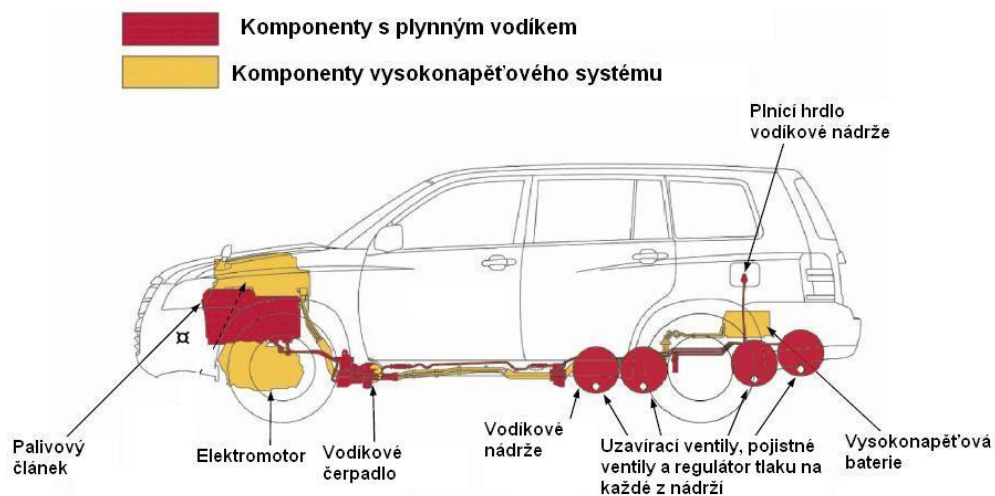 Komponenty s plynným vodíkem
Komponenty vysokonapěťového systému
Plnící hrdlo
vodíkové nádrže
¤
Palivový
článek
Elektromotor
Vodíkové
čerpadlo
Vodíkové
nádrže
Uzavírací ventily, pojistné
ventily a regulátor tlaku na
každé z nádrží
Vysokonapěťová
baterie